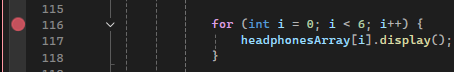 115
116 for (int i = 0; i < 6; i++) {
117 headphonesArray[i].display();
118 }